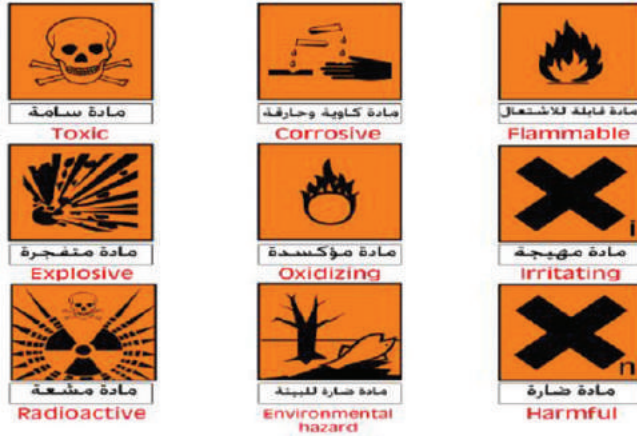 مادة سامة
Toxic
مادة كاوية وحارقة
Corrosive
مادة قابلة للاشتعال
Flammable
مادة متفجرة
Explosive
مادة مؤكسدة
Oxidizing
i
مادة مهيجة
Irritating
مادة مشعة
Radioactive
مادة ضارة للبيئة
Environmental
hazard
n
مادة ضارة
Harmful